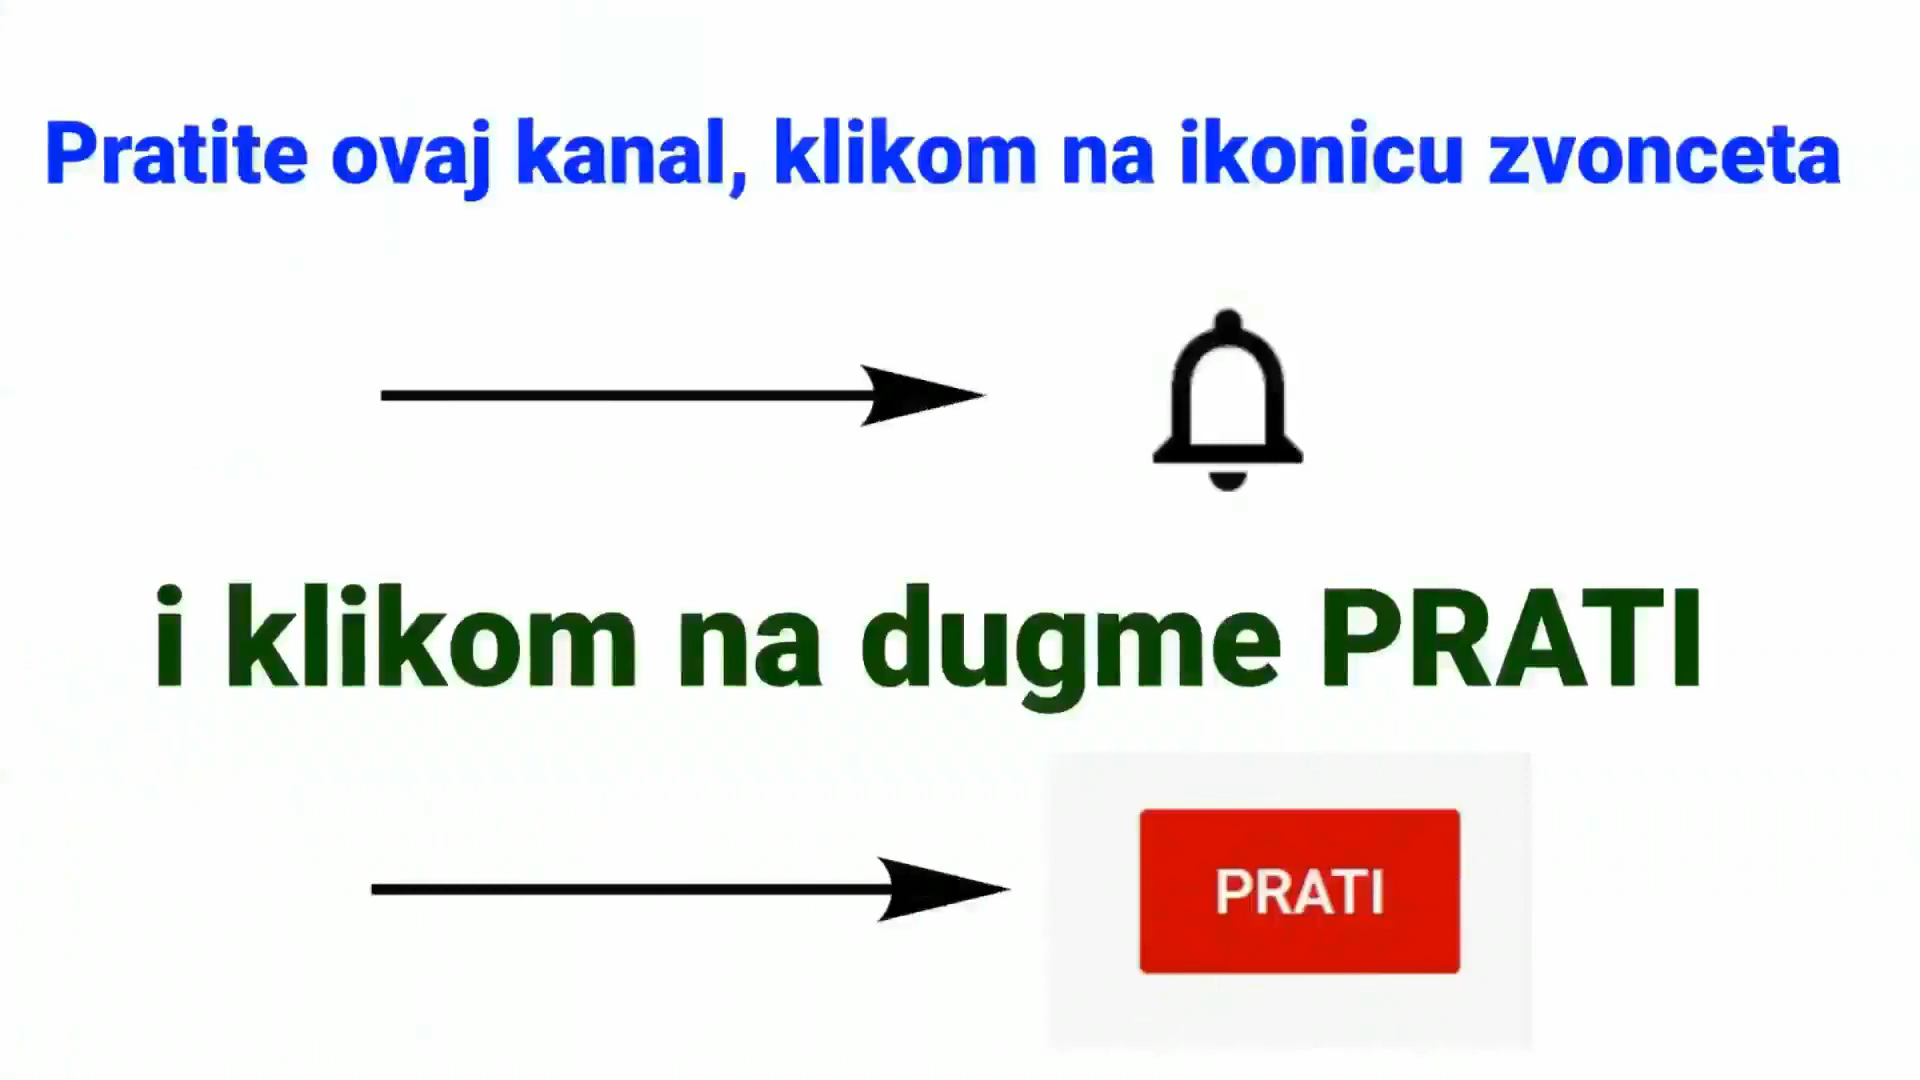 Pratite ovaj kanal, klikom na ikonicu zvonceta
i klikom na dugme PRATI
PRATI